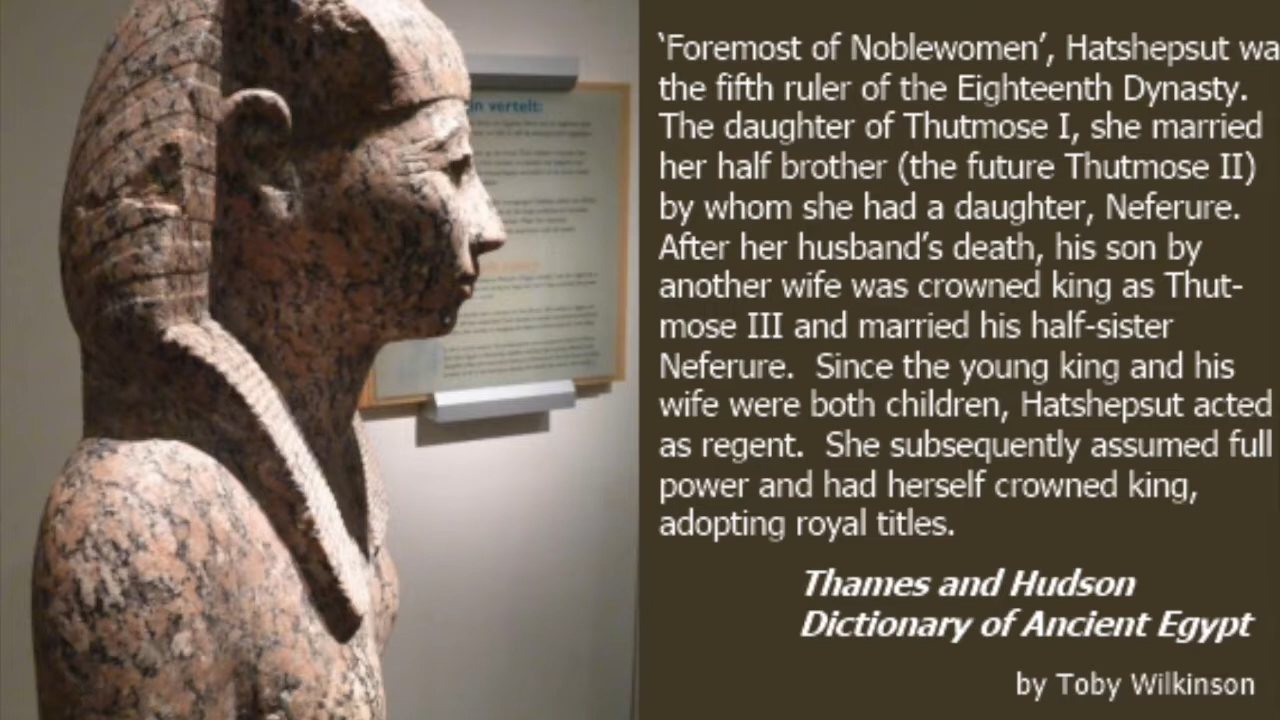 in vertelt:
‘Foremost of Noblewomen’, Hatshepsut wa
the fifth ruler of the Eighteenth Dynasty.
The daughter of Thutmose I, she married
her half brother (the future Thutmose II)
by whom she had a daughter, Neferure.
After her husband’s death, his son by
another wife was crowned king as Thut-
mose III and married his half-sister
Neferure.  Since the young king and his
wife were both children, Hatshepsut acted
as regent.  She subsequently assumed full
power and had herself crowned king,
adopting royal titles.
Thames and Hudson
Dictionary of Ancient Egypt
by Toby Wilkinson